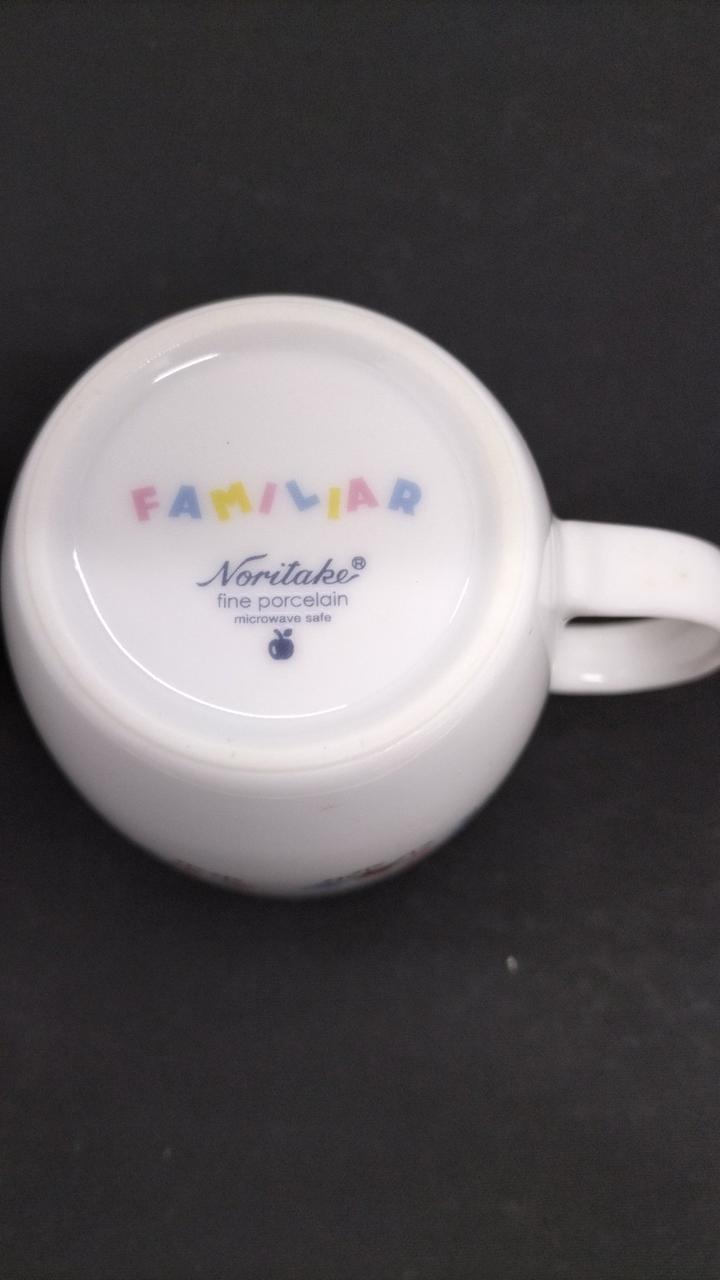 FAMILIAR
Noritake®
fine porcelain
microwave safe